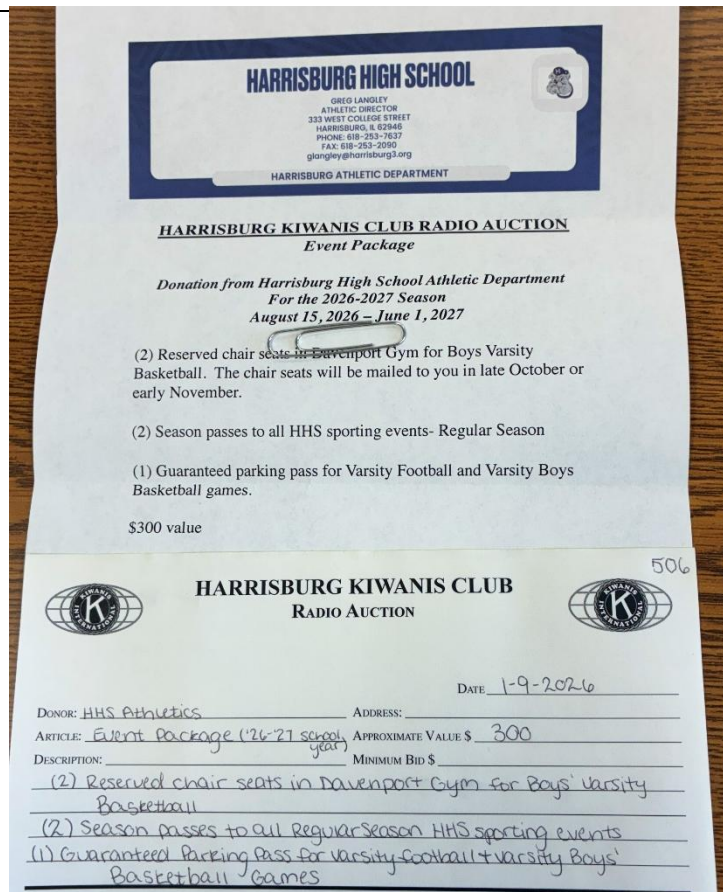 HARRISBURG HIGH SCHOOL
GREG LANGLEY
ATHLETIC DIRECTOR
333 WEST COLLEGE STREET
HARRISBURG, IL 62946
PHONE: 618-253-7637
FAX: 618-253-2090
glangley@harrisburg3.org
HARRISBURG ATHLETIC DEPARTMENT
HARRISBURG KIWANIS CLUB RADIO AUCTION
Event Package
Donation from Harrisburg High School Athletic Department
For the 2026-2027 Season
August 15, 2026 – June 1, 2027
(2) Reserved chair seats in Davenport Gym for Boys Varsity
Basketball. The chair seats will be mailed to you in late October or
early November.
(2) Season passes to all HHS sporting events- Regular Season
(1) Guaranteed parking pass for Varsity Football and Varsity Boys
Basketball games.
$300 value
506
KIWANIS K INTERNATIONAL
HARRISBURG KIWANIS CLUB
RADIO AUCTION
KIWANIS K INTERNATIONAL
DATE 1-9-2026
DONOR: HHS Athletics ADDRESS:
ARTICLE: Event Package ('26-27 school year) APPROXIMATE VALUE $ 300
DESCRIPTION: MINIMUM BID $
(2) Reserved chair seats in Davenport Gym for Boys' Varsity
Basketball
(2) Season passes to all Regular Season HHS sporting events
(1) Guaranteed Parking Pass for Varsity football + varsity Boys'
Basketball Games